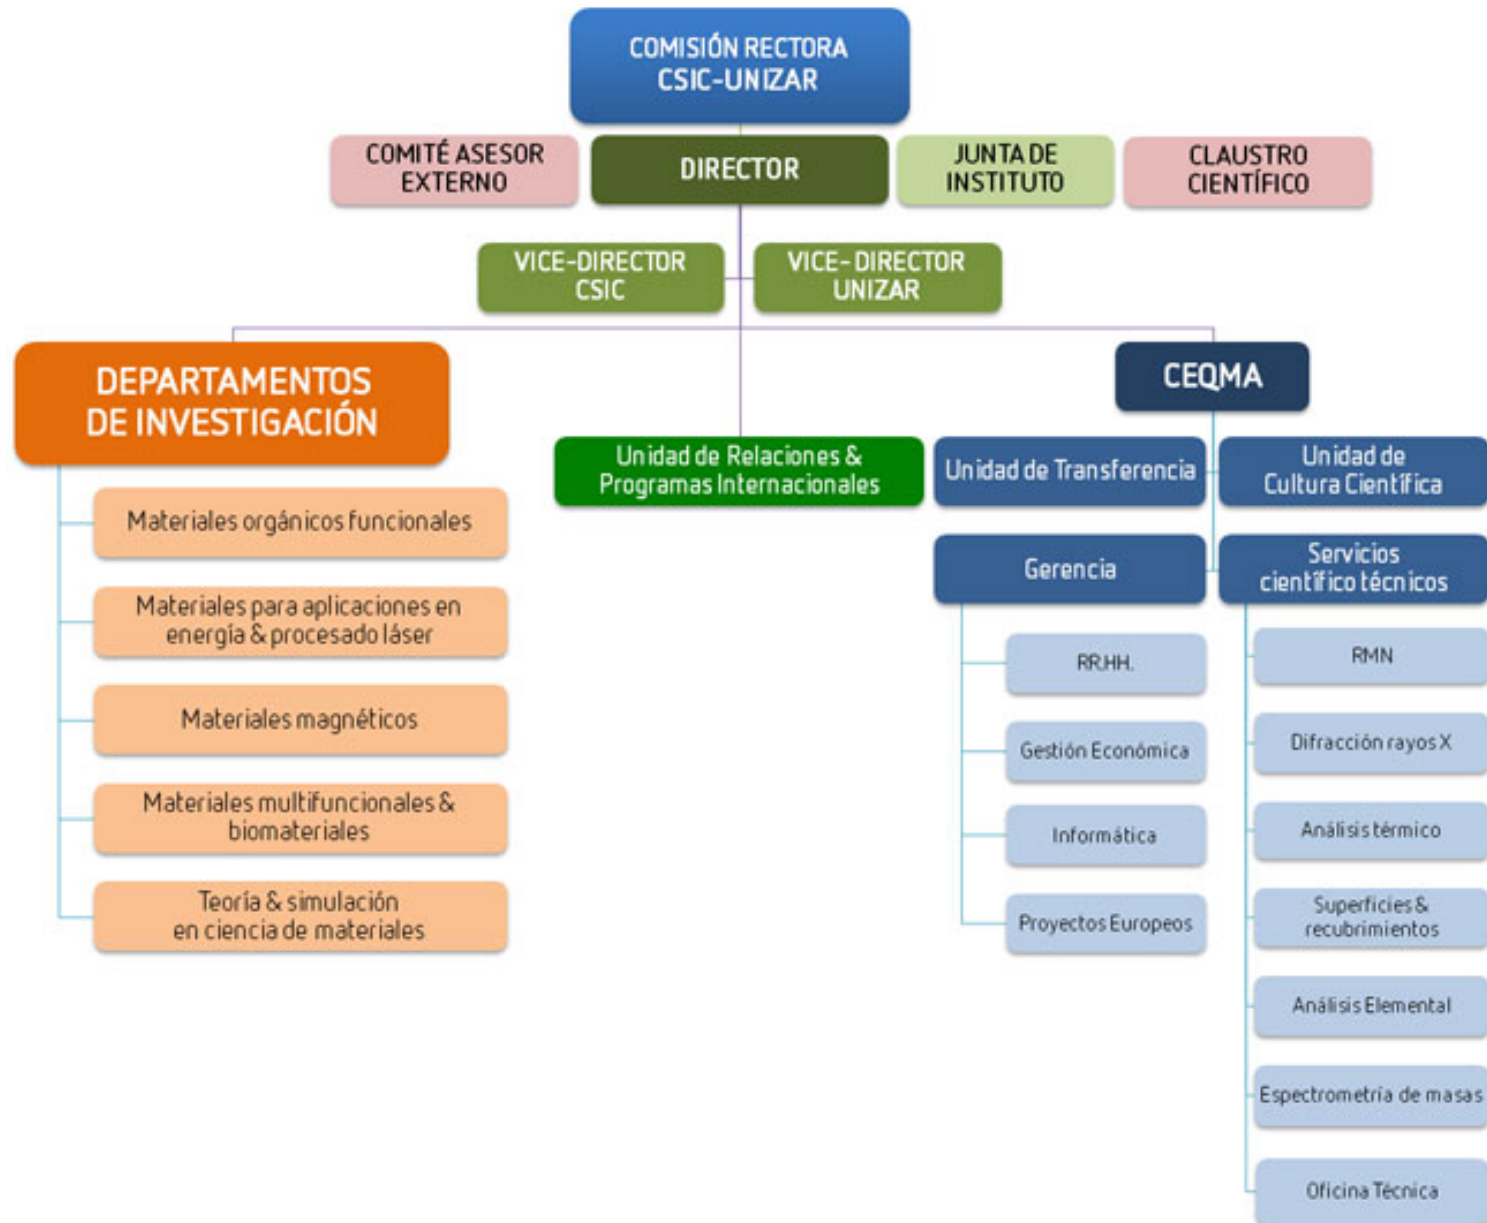 COMISIÓN RECTORA
CSIC-UNIZAR
COMITÉ ASESOR
EXTERNO
DIRECTOR
JUNTA DE
INSTITUTO
CLAUSTRO
CIENTÍFICO
VICE-DIRECTOR
CSIC
VICE- DIRECTOR
UNIZAR
DEPARTAMENTOS
DE INVESTIGACIÓN
Materiales orgánicos funcionales
Materiales para aplicaciones en
energía & procesado láser
Materiales magnéticos
Materiales multifuncionales &
biomateriales
Teoría & simulación
en ciencia de materiales
Unidad de Relaciones &
Programas Internacionales
CEQMA
Unidad de Transferencia
Unidad de
Cultura Científica
Gerencia
RR.HH.
Gestión Económica
Informática
Proyectos Europeos
Servicios
científico técnicos
RMN
Difracción rayos X
Análisis térmico
Superficies &
recubrimientos
Análisis Elemental
Espectrometría de masas
Oficina Técnica